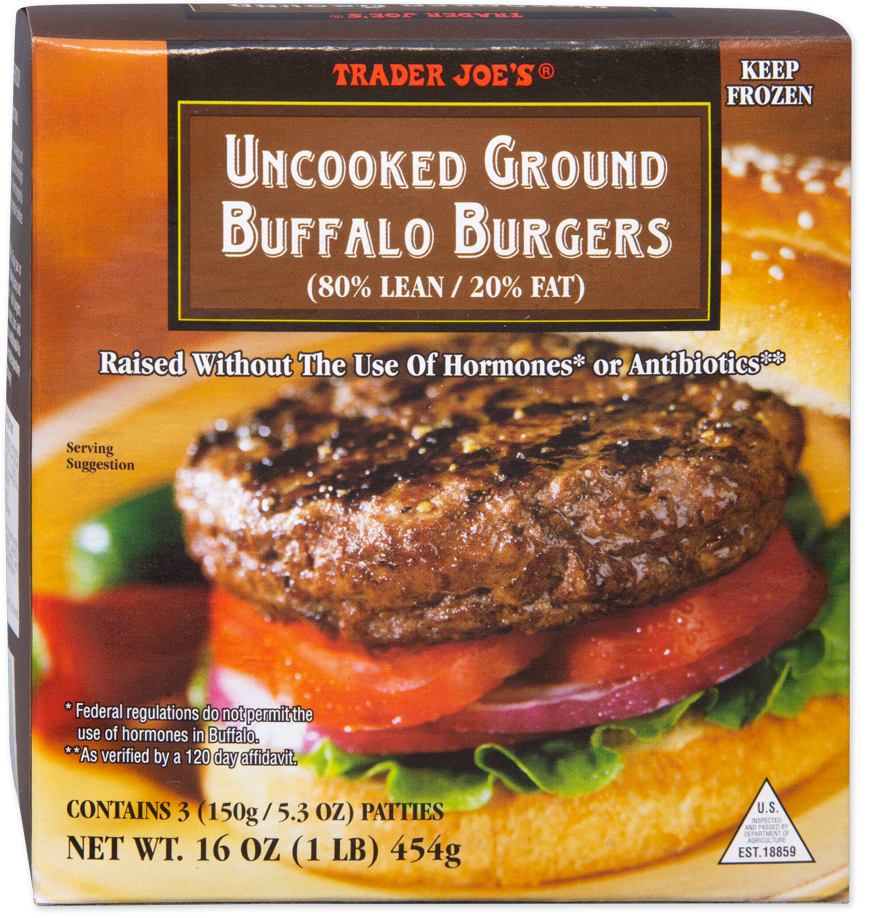 TRADER JOE'S®
TRADER JOE'S®
KEEP
FROZEN
UNCOOKED GROUND
BUFFALO BURGERS
(80% LEAN / 20% FAT)
Raised Without The Use Of Hormones* or Antibiotics**
Serving
Suggestion
* Federal regulations do not permit the
use of hormones in Buffalo.
**As verified by a 120 day affidavit.
CONTAINS 3 (150g / 5.3 OZ) PATTIES
NET WT. 16 OZ (1 LB) 454g
U.S.
INSPECTED
AND PASSED BY
DEPARTMENT OF
AGRICULTURE
EST.18859